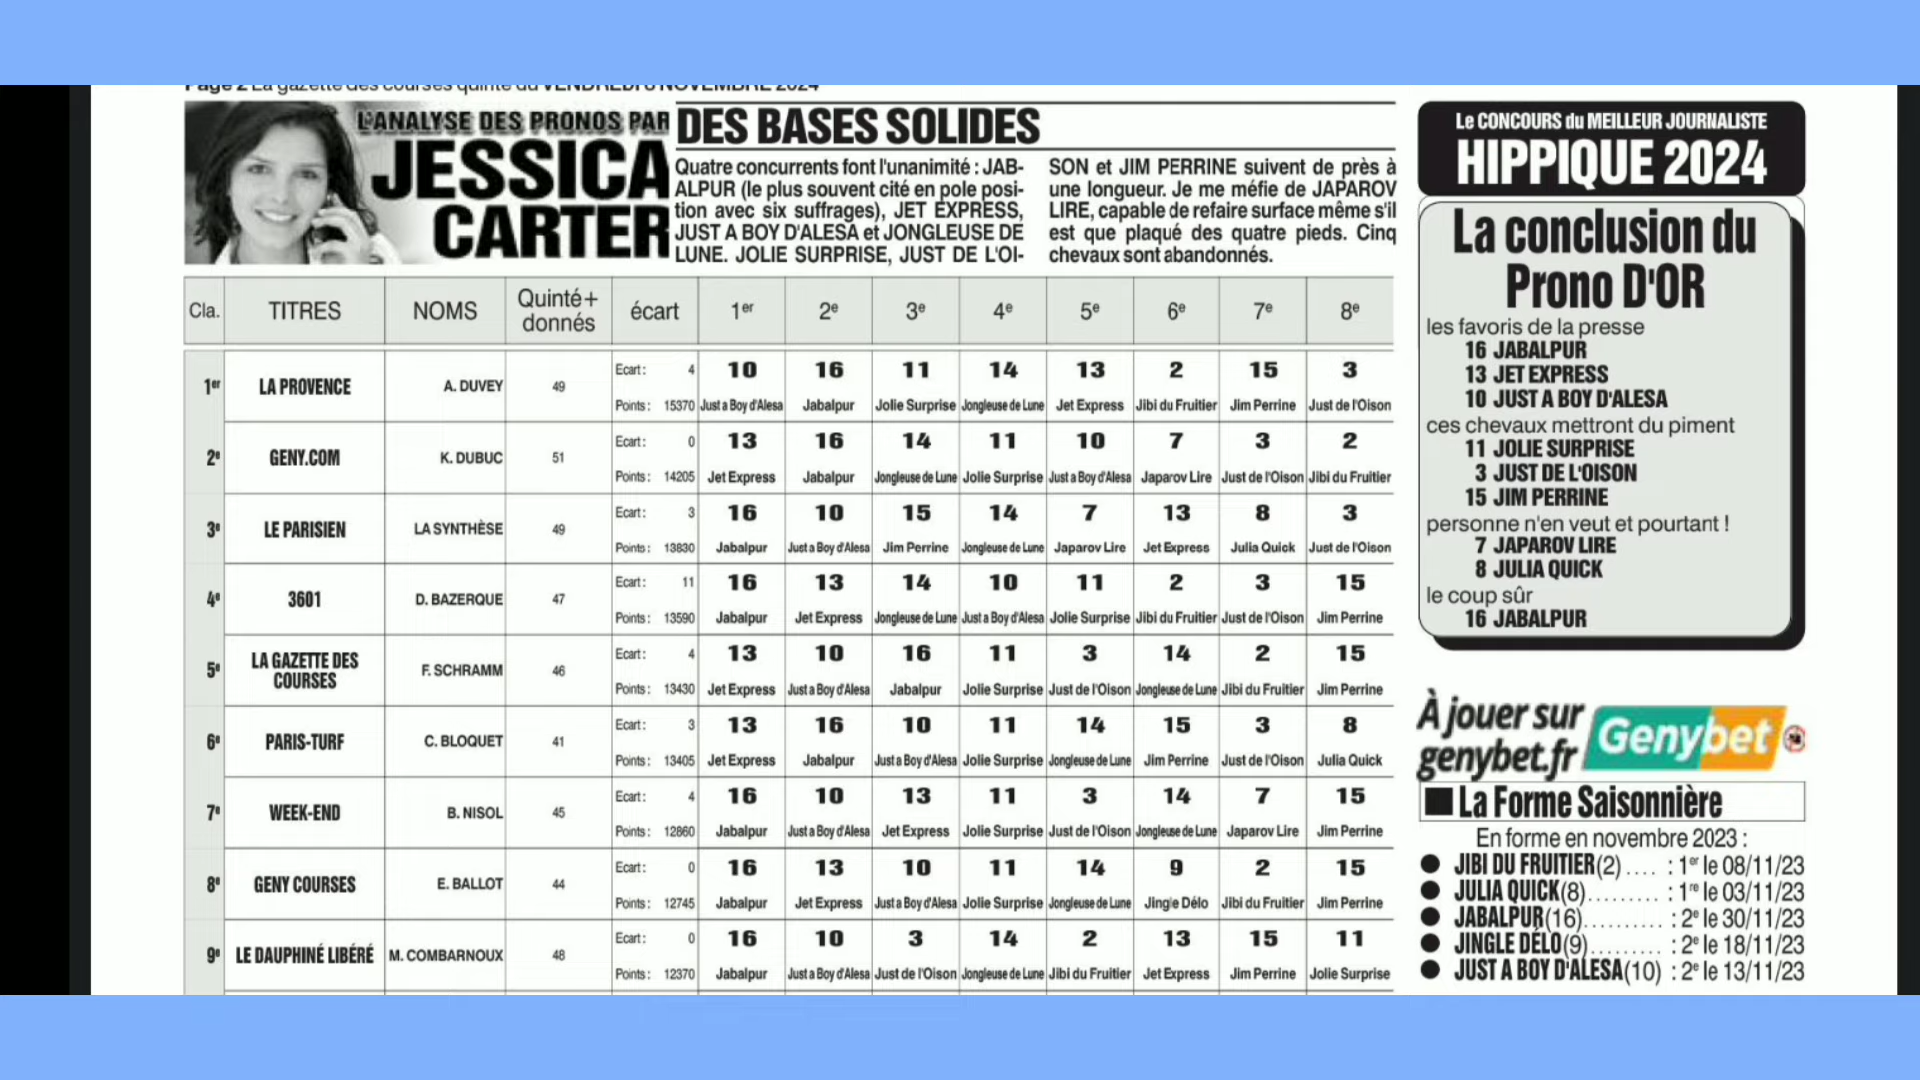 Page 2 La gazette des courses quinté du VENDREDI 8 NOVEMBRE 2024
L'ANALYSE DES PRONOS PAR
JESSICA
CARTER
DES BASES SOLIDES
Quatre concurrents font l'unanimité : JAB-
ALPUR (le plus souvent cité en pole posi-
tion avec six suffrages), JET EXPRESS,
JUST A BOY D'ALESA et JONGLEUSE DE
LUNE. JOLIE SURPRISE, JUST DE L'OI-
SON et JIM PERRINE suivent de près à
une longueur. Je me méfie de JAPAROV
LIRE, capable de refaire surface même s'il
est que plaqué des quatre pieds. Cinq
chevaux sont abandonnés.
Cla. TITRES NOMS Quinté+ donnés écart 1er 2e 3e 4e 5e 6e 7e 8e
1er LA PROVENCE A. DUVEY 49 Ecart : 4 10 16 11 14 13 2 15 3
Points : 15370 Just a Boy d'Alesa Jabalpur Jolie Surprise Jongleuse de Lune Jet Express Jibi du Fruitier Jim Perrine Just de l'Oison
2e GENY.COM K. DUBUC 51 Ecart : 0 13 16 14 11 10 7 3 2
Points : 14205 Jet Express Jabalpur Jongleuse de Lune Jolie Surprise Just a Boy d'Alesa Japarov Lire Just de l'Oison Jibi du Fruitier
3e LE PARISIEN LA SYNTHÈSE 49 Ecart : 3 16 10 15 14 7 13 8 3
Points : 13830 Jabalpur Just a Boy d'Alesa Jim Perrine Jongleuse de Lune Japarov Lire Jet Express Julia Quick Just de l'Oison
4e 3601 D. BAZERQUE 47 Ecart : 11 16 13 14 10 11 2 3 15
Points : 13590 Jabalpur Jet Express Jongleuse de Lune Just a Boy d'Alesa Jolie Surprise Jibi du Fruitier Just de l'Oison Jim Perrine
5e LA GAZETTE DES COURSES F. SCHRAMM 46 Ecart : 4 13 10 16 11 3 14 2 15
Points : 13430 Jet Express Just a Boy d'Alesa Jabalpur Jolie Surprise Just de l'Oison Jongleuse de Lune Jibi du Fruitier Jim Perrine
6e PARIS-TURF C. BLOQUET 41 Ecart : 3 13 16 10 11 14 15 3 8
Points : 13405 Jet Express Jabalpur Just a Boy d'Alesa Jolie Surprise Jongleuse de Lune Jim Perrine Just de l'Oison Julia Quick
7e WEEK-END B. NISOL 45 Ecart : 4 16 10 13 11 3 14 7 15
Points : 12860 Jabalpur Just a Boy d'Alesa Jet Express Jolie Surprise Just de l'Oison Jongleuse de Lune Japarov Lire Jim Perrine
8e GENY COURSES E. BALLOT 44 Ecart : 0 16 13 10 11 14 9 2 15
Points : 12745 Jabalpur Jet Express Just a Boy d'Alesa Jolie Surprise Jongleuse de Lune Jingle Délo Jibi du Fruitier Jim Perrine
9e LE DAUPHINÉ LIBÉRÉ M. COMBARNOUX 48 Ecart : 0 16 10 3 14 2 13 15 11
Points : 12370 Jabalpur Just a Boy d'Alesa Just de l'Oison Jongleuse de Lune Jibi du Fruitier Jet Express Jim Perrine Jolie Surprise
Le CONCOURS du MEILLEUR JOURNALISTE
HIPPIQUE 2024
La conclusion du
Prono D'OR
les favoris de la presse
16 JABALPUR
13 JET EXPRESS
10 JUST A BOY D'ALESA
ces chevaux mettront du piment
11 JOLIE SURPRISE
3 JUST DE L'OISON
15 JIM PERRINE
personne n'en veut et pourtant !
7 JAPAROV LIRE
8 JULIA QUICK
le coup sûr
16 JABALPUR
À jouer sur
genybet.fr
Genybet
La Forme Saisonnière
En forme en novembre 2023 :
JIBI DU FRUITIER(2) .... : 1er le 08/11/23
JULIA QUICK(8)......... : 1re le 03/11/23
JABALPUR(16)............ : 2e le 30/11/23
JINGLE DÉLO(9)......... : 2e le 18/11/23
JUST A BOY D'ALESA(10) : 2e le 13/11/23